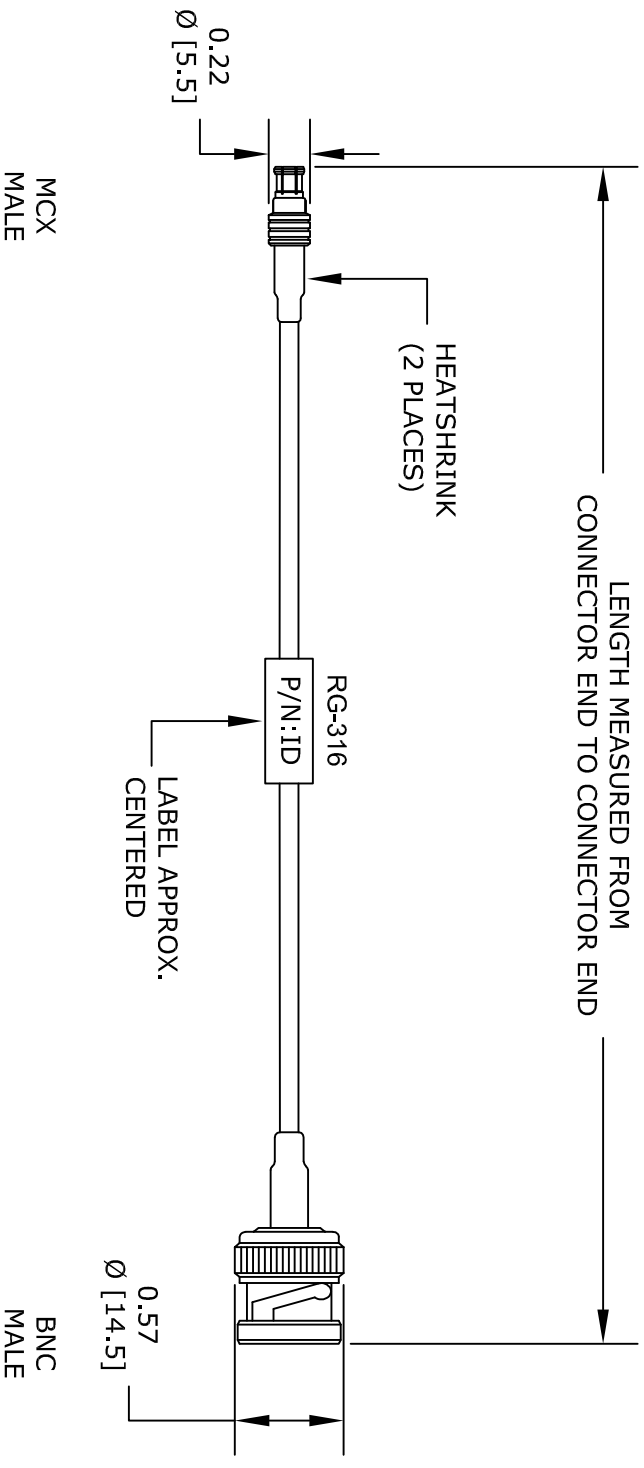 LENGTH MEASURED FROM
CONNECTOR END TO CONNECTOR END
HEATSHRINK
(2 PLACES)
0.22
Ø [5.5]
RG-316
P/N:ID
LABEL APPROX.
CENTERED
0.57
Ø [14.5]
MCX
MALE
BNC
MALE